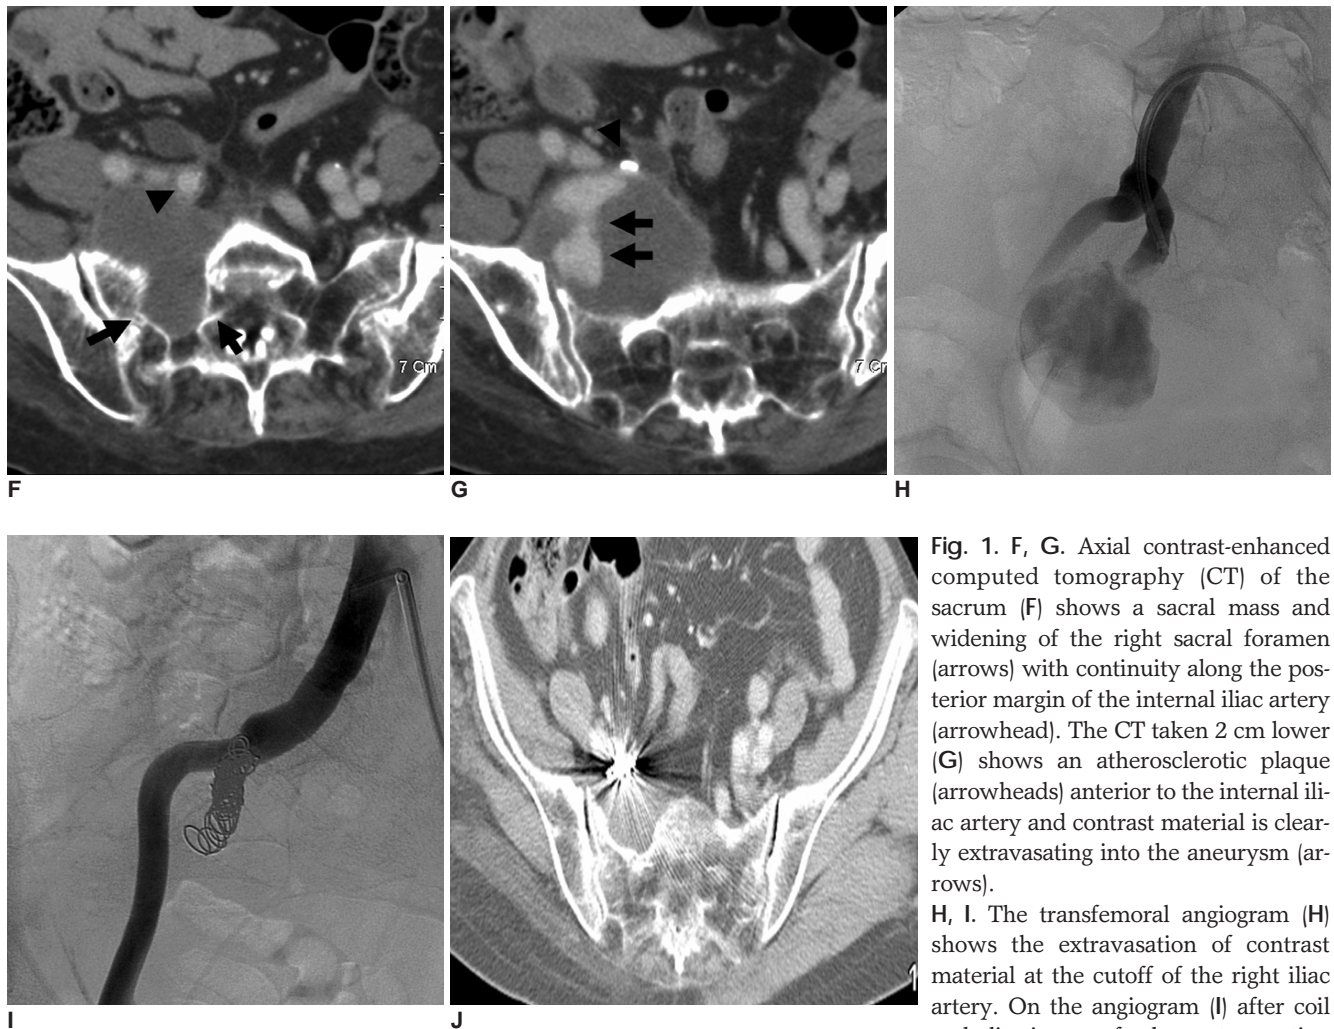 7 Cm
7 Cr
F
G
H
I
J
Fig. 1. F, G. Axial contrast-enhanced
computed tomography (CT) of the
sacrum (F) shows a sacral mass and
widening of the right sacral foramen
(arrows) with continuity along the pos-
terior margin of the internal iliac artery
(arrowhead). The CT taken 2 cm lower
(G) shows an atherosclerotic plaque
(arrowheads) anterior to the internal ili-
ac artery and contrast material is clear-
ly extravasating into the aneurysm (ar-
rows).
H, I. The transfemoral angiogram (H)
shows the extravasation of contrast
material at the cutoff of the right iliac
artery. On the angiogram (I) after coil